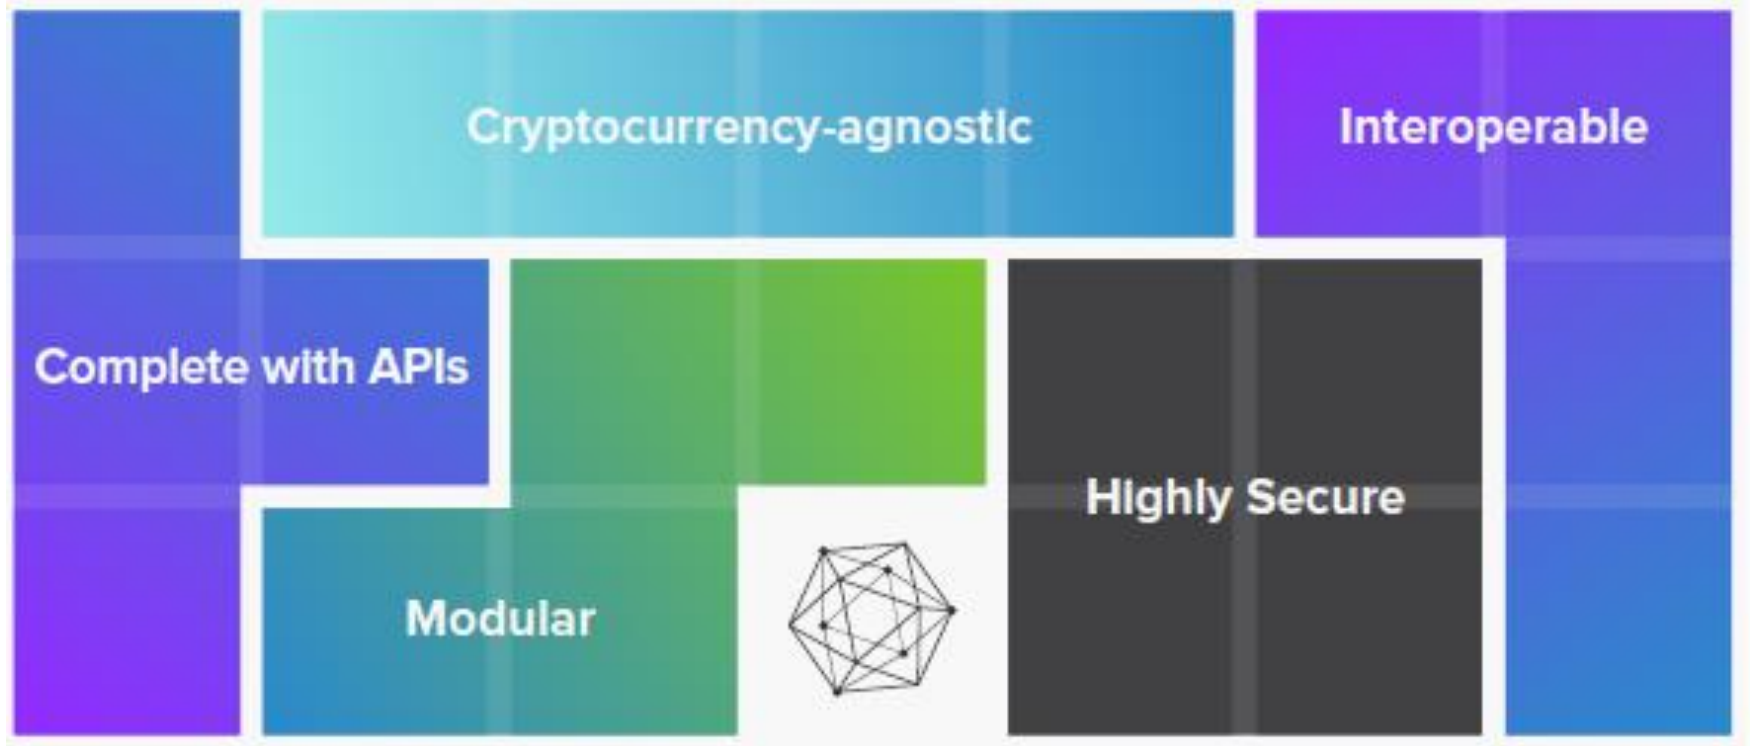 Cryptocurrency-agnostic
Interoperable
Complete with APIs
Highly Secure
Modular